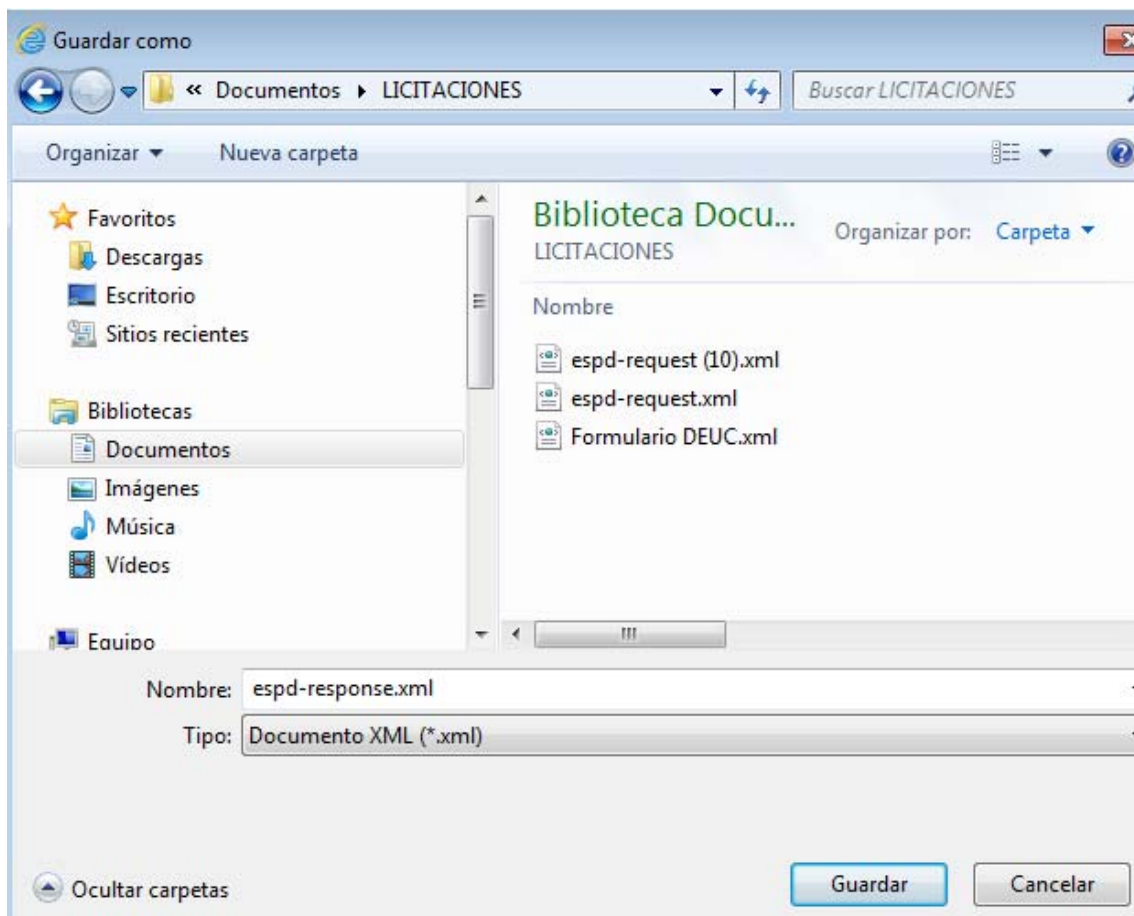 Guardar como
« Documentos LICITACIONES
Buscar LICITACIONES
Organizar
Nueva carpeta
Favoritos
Descargas
Escritorio
Sitios recientes
Bibliotecas
Documentos
Imágenes
Música
Vídeos
Equipo
Biblioteca Docu...
LICITACIONES
Organizar por: Carpeta
Nombre
espd-request (10).xml
espd-request.xml
Formulario DEUC.xml
Nombre: espd-response.xml
Tipo: Documento XML (*.xml)
Ocultar carpetas
Guardar
Cancelar